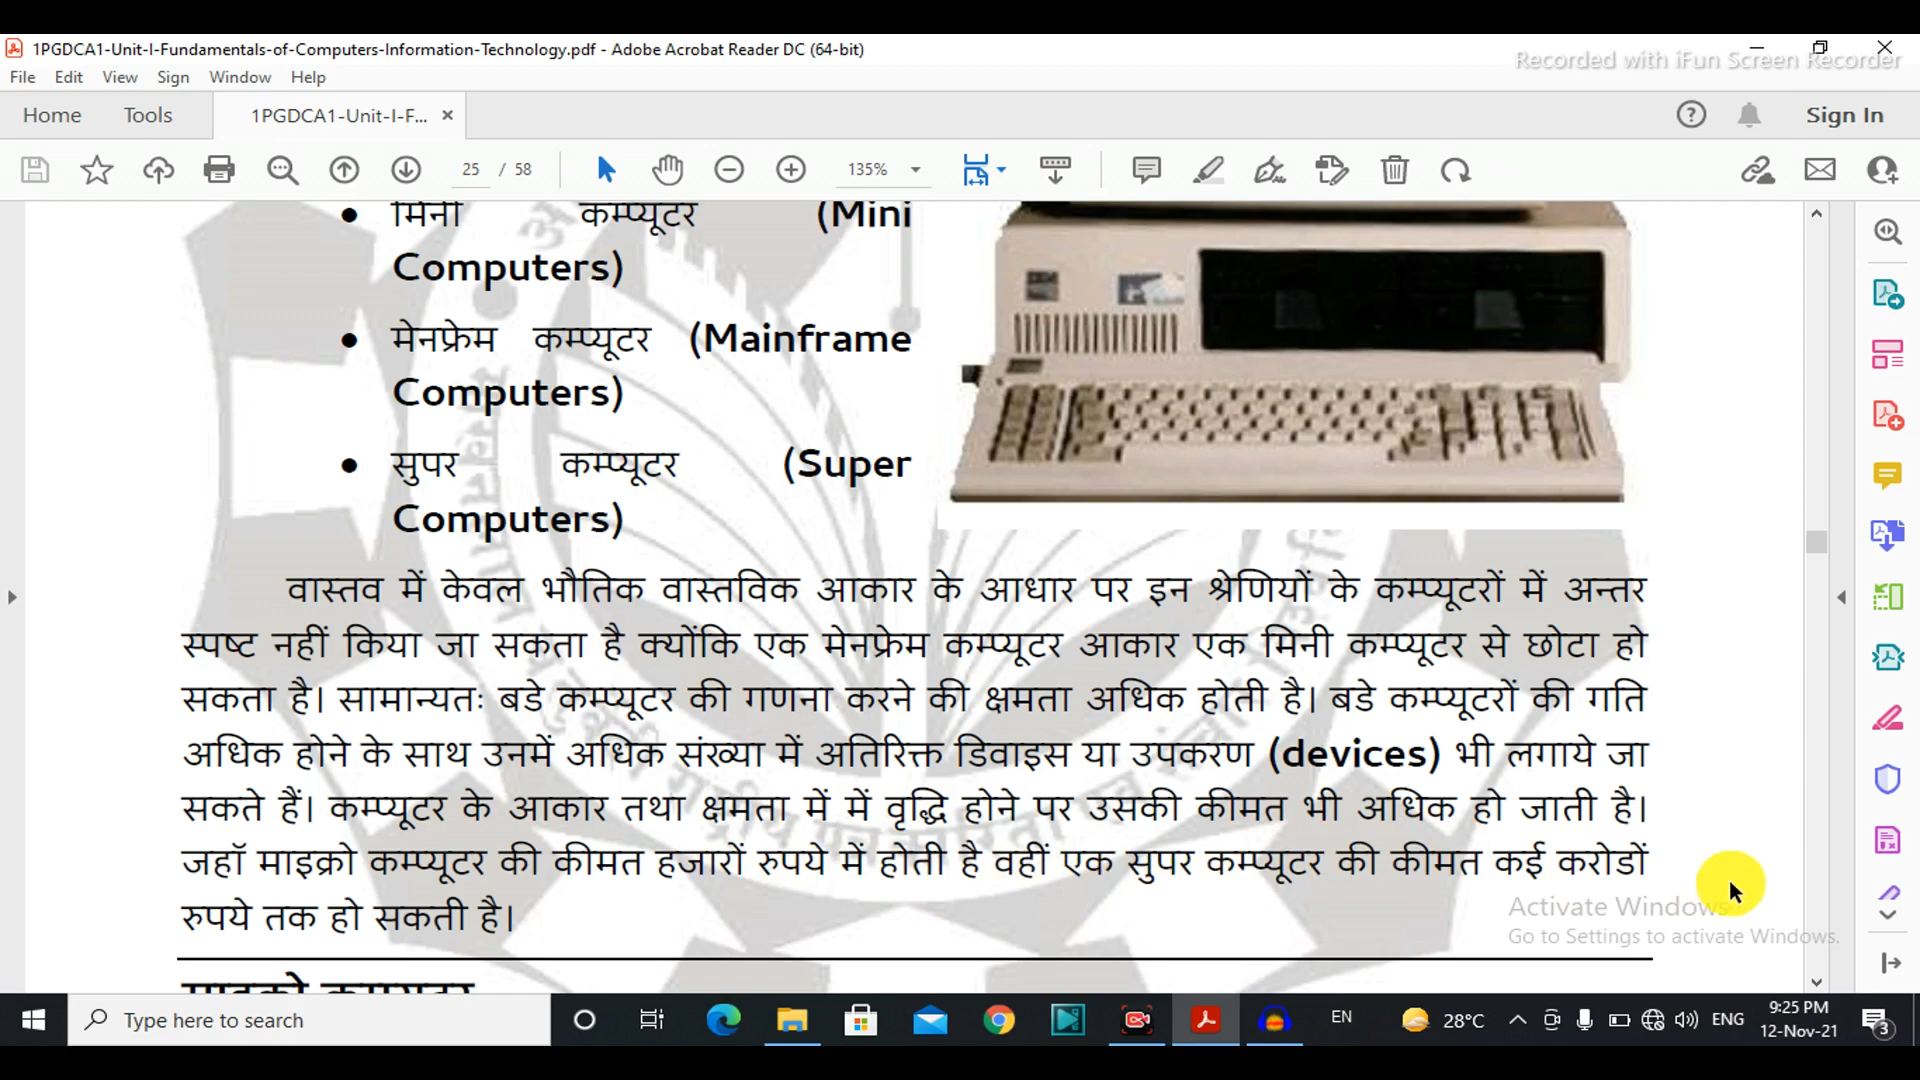 1PGDCA1-Unit-I-Fundamentals-of-Computers-Information-Technology.pdf - Adobe Acrobat Reader DC (64-bit)
Recorded with iFun Screen Recorder
File Edit View Sign Window Help
Home Tools 1PGDCA1-Unit-I-F... Sign In
25 / 58 135%
• मिनी कम्प्यूटर (Mini
Computers)
• मेनफ्रेम कम्प्यूटर (Mainframe
Computers)
• सुपर कम्प्यूटर (Super
Computers)
वास्तव में केवल भौतिक वास्तविक आकार के आधार पर इन श्रेणियों के कम्प्यूटरों में अन्तर
स्पष्ट नहीं किया जा सकता है क्योंकि एक मेनफ्रेम कम्प्यूटर आकार एक मिनी कम्प्यूटर से छोटा हो
सकता है। सामान्यतः बडे कम्प्यूटर की गणना करने की क्षमता अधिक होती है। बडे कम्प्यूटरों की गति
अधिक होने के साथ उनमें अधिक संख्या में अतिरिक्त डिवाइस या उपकरण (devices) भी लगाये जा
सकते हैं। कम्प्यूटर के आकार तथा क्षमता में में वृद्धि होने पर उसकी कीमत भी अधिक हो जाती है।
जहॉ माइक्रो कम्प्यूटर की कीमत हजारों रुपये में होती है वहीं एक सुपर कम्प्यूटर की कीमत कई करोडों
रुपये तक हो सकती है।
Activate Windows
Go to Settings to activate Windows.
Type here to search
EN 28°C ENG 9:25 PM
12-Nov-21 3